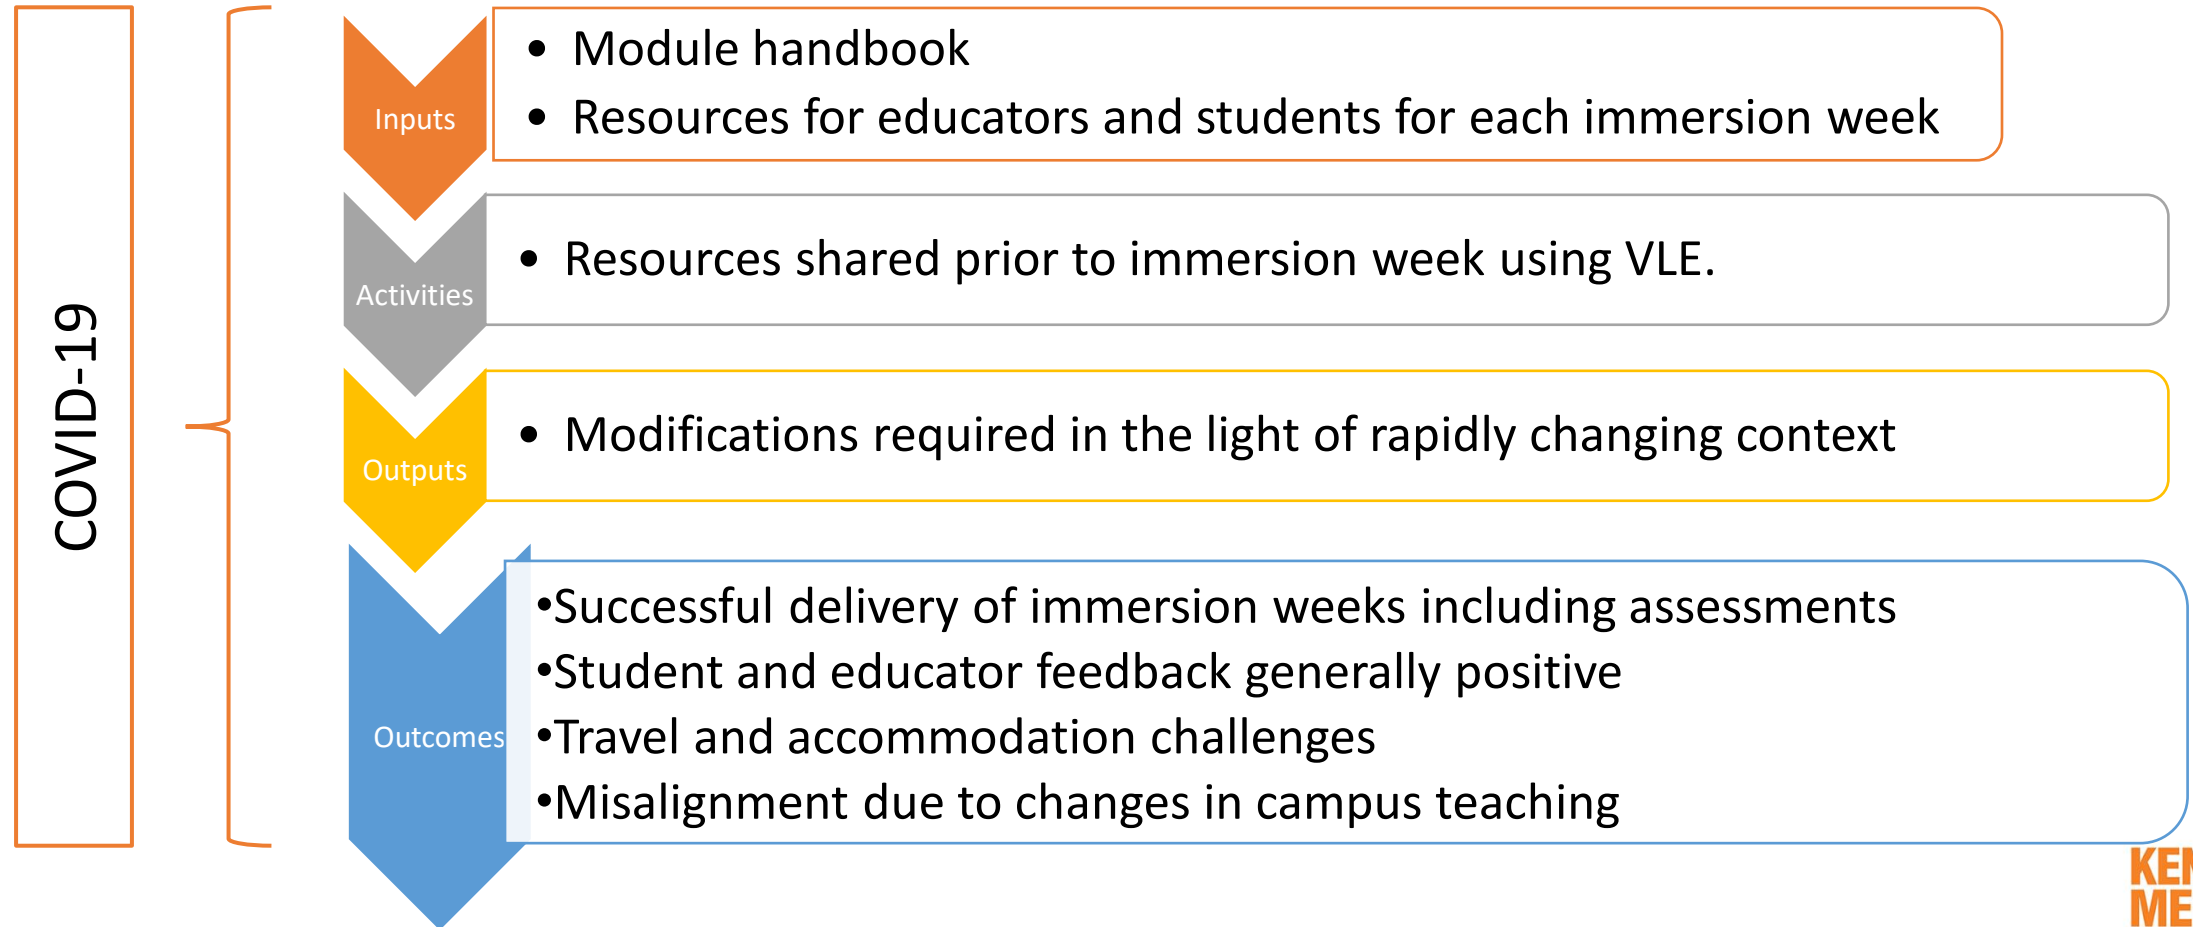 COVID-19
Inputs
• Module handbook
• Resources for educators and students for each immersion week
Activities
• Resources shared prior to immersion week using VLE.
Outputs
• Modifications required in the light of rapidly changing context
Outcomes
•Successful delivery of immersion weeks including assessments
•Student and educator feedback generally positive
•Travel and accommodation challenges
•Misalignment due to changes in campus teaching